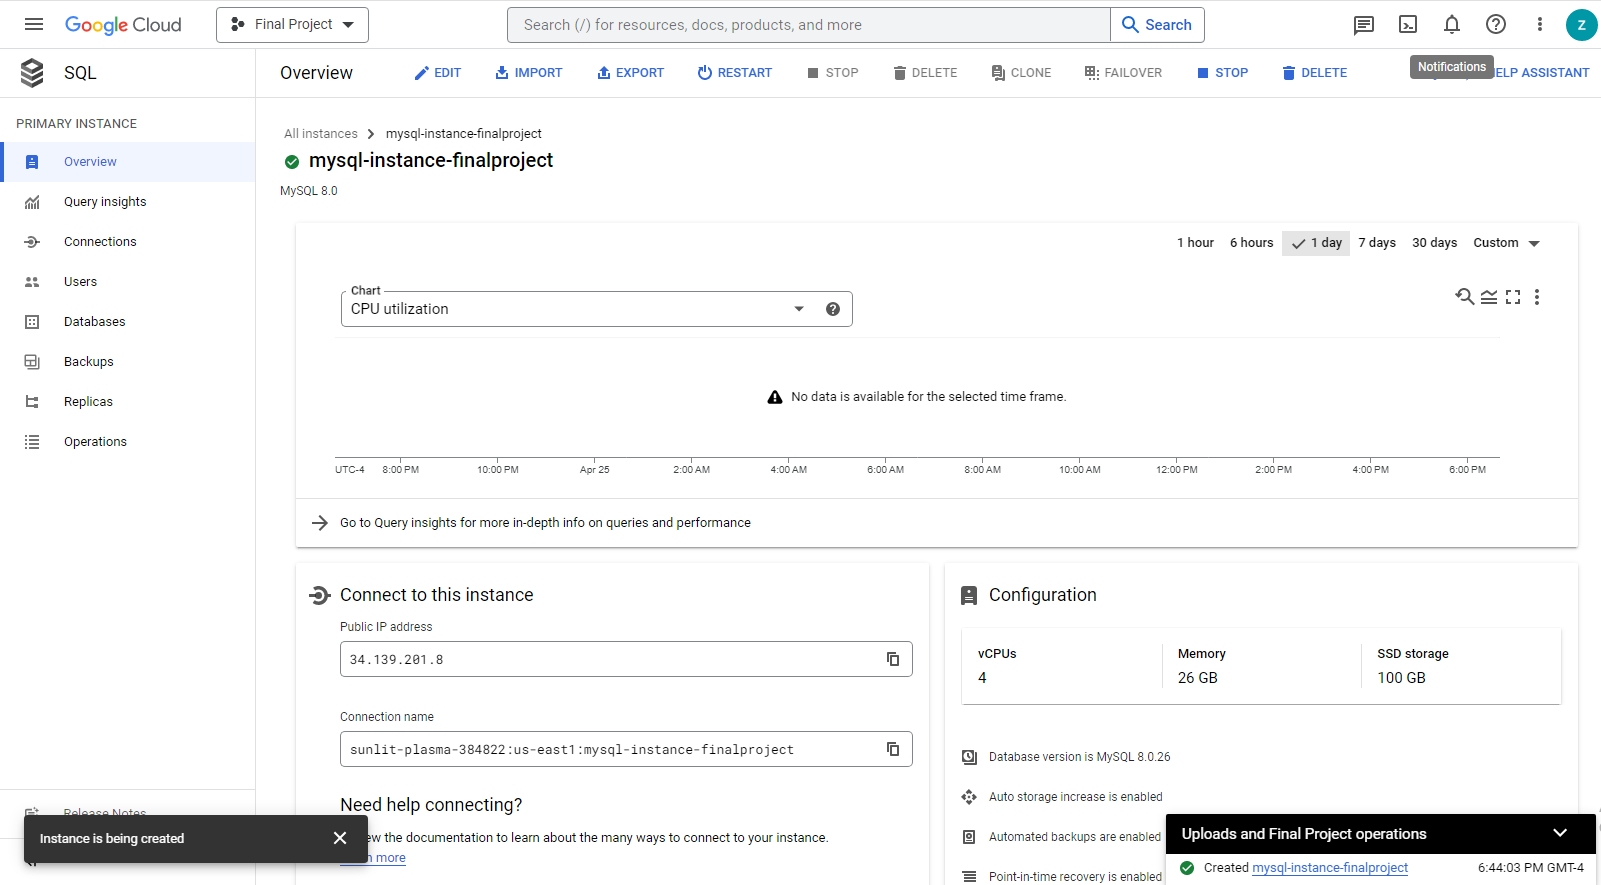 Google Cloud
Final Project
Search (/) for resources, docs, products, and more
Search
Z
SQL
Overview
EDIT
IMPORT
EXPORT
RESTART
STOP
DELETE
CLONE
FAILOVER
STOP
DELETE
Notifications
ELP ASSISTANT
PRIMARY INSTANCE
Overview
Query insights
Connections
Users
Databases
Backups
Replicas
Operations
Release Notes
All instances
mysql-instance-finalproject
mysql-instance-finalproject
MySQL 8.0
1 hour
6 hours
1 day
7 days
30 days
Custom
Chart
CPU utilization
No data is available for the selected time frame.
UTC-4
8:00 PM
10:00 PM
Apr 25
2:00 AM
4:00 AM
6:00 AM
8:00 AM
10:00 AM
12:00 PM
2:00 PM
4:00 PM
6:00 PM
Go to Query insights for more in-depth info on queries and performance
Connect to this instance
Public IP address
34.139.201.8
Connection name
sunlit-plasma-384822:us-east1:mysql-instance-finalproject
Need help connecting?
ew the documentation to learn about the many ways to connect to your instance.
more
Configuration
vCPUs
4
Memory
26 GB
SSD storage
100 GB
Database version is MySQL 8.0.26
Auto storage increase is enabled
Automated backups are enabled
Point-in-time recovery is enabled
Instance is being created
Uploads and Final Project operations
Created mysql-instance-finalproject
6:44:03 PM GMT-4